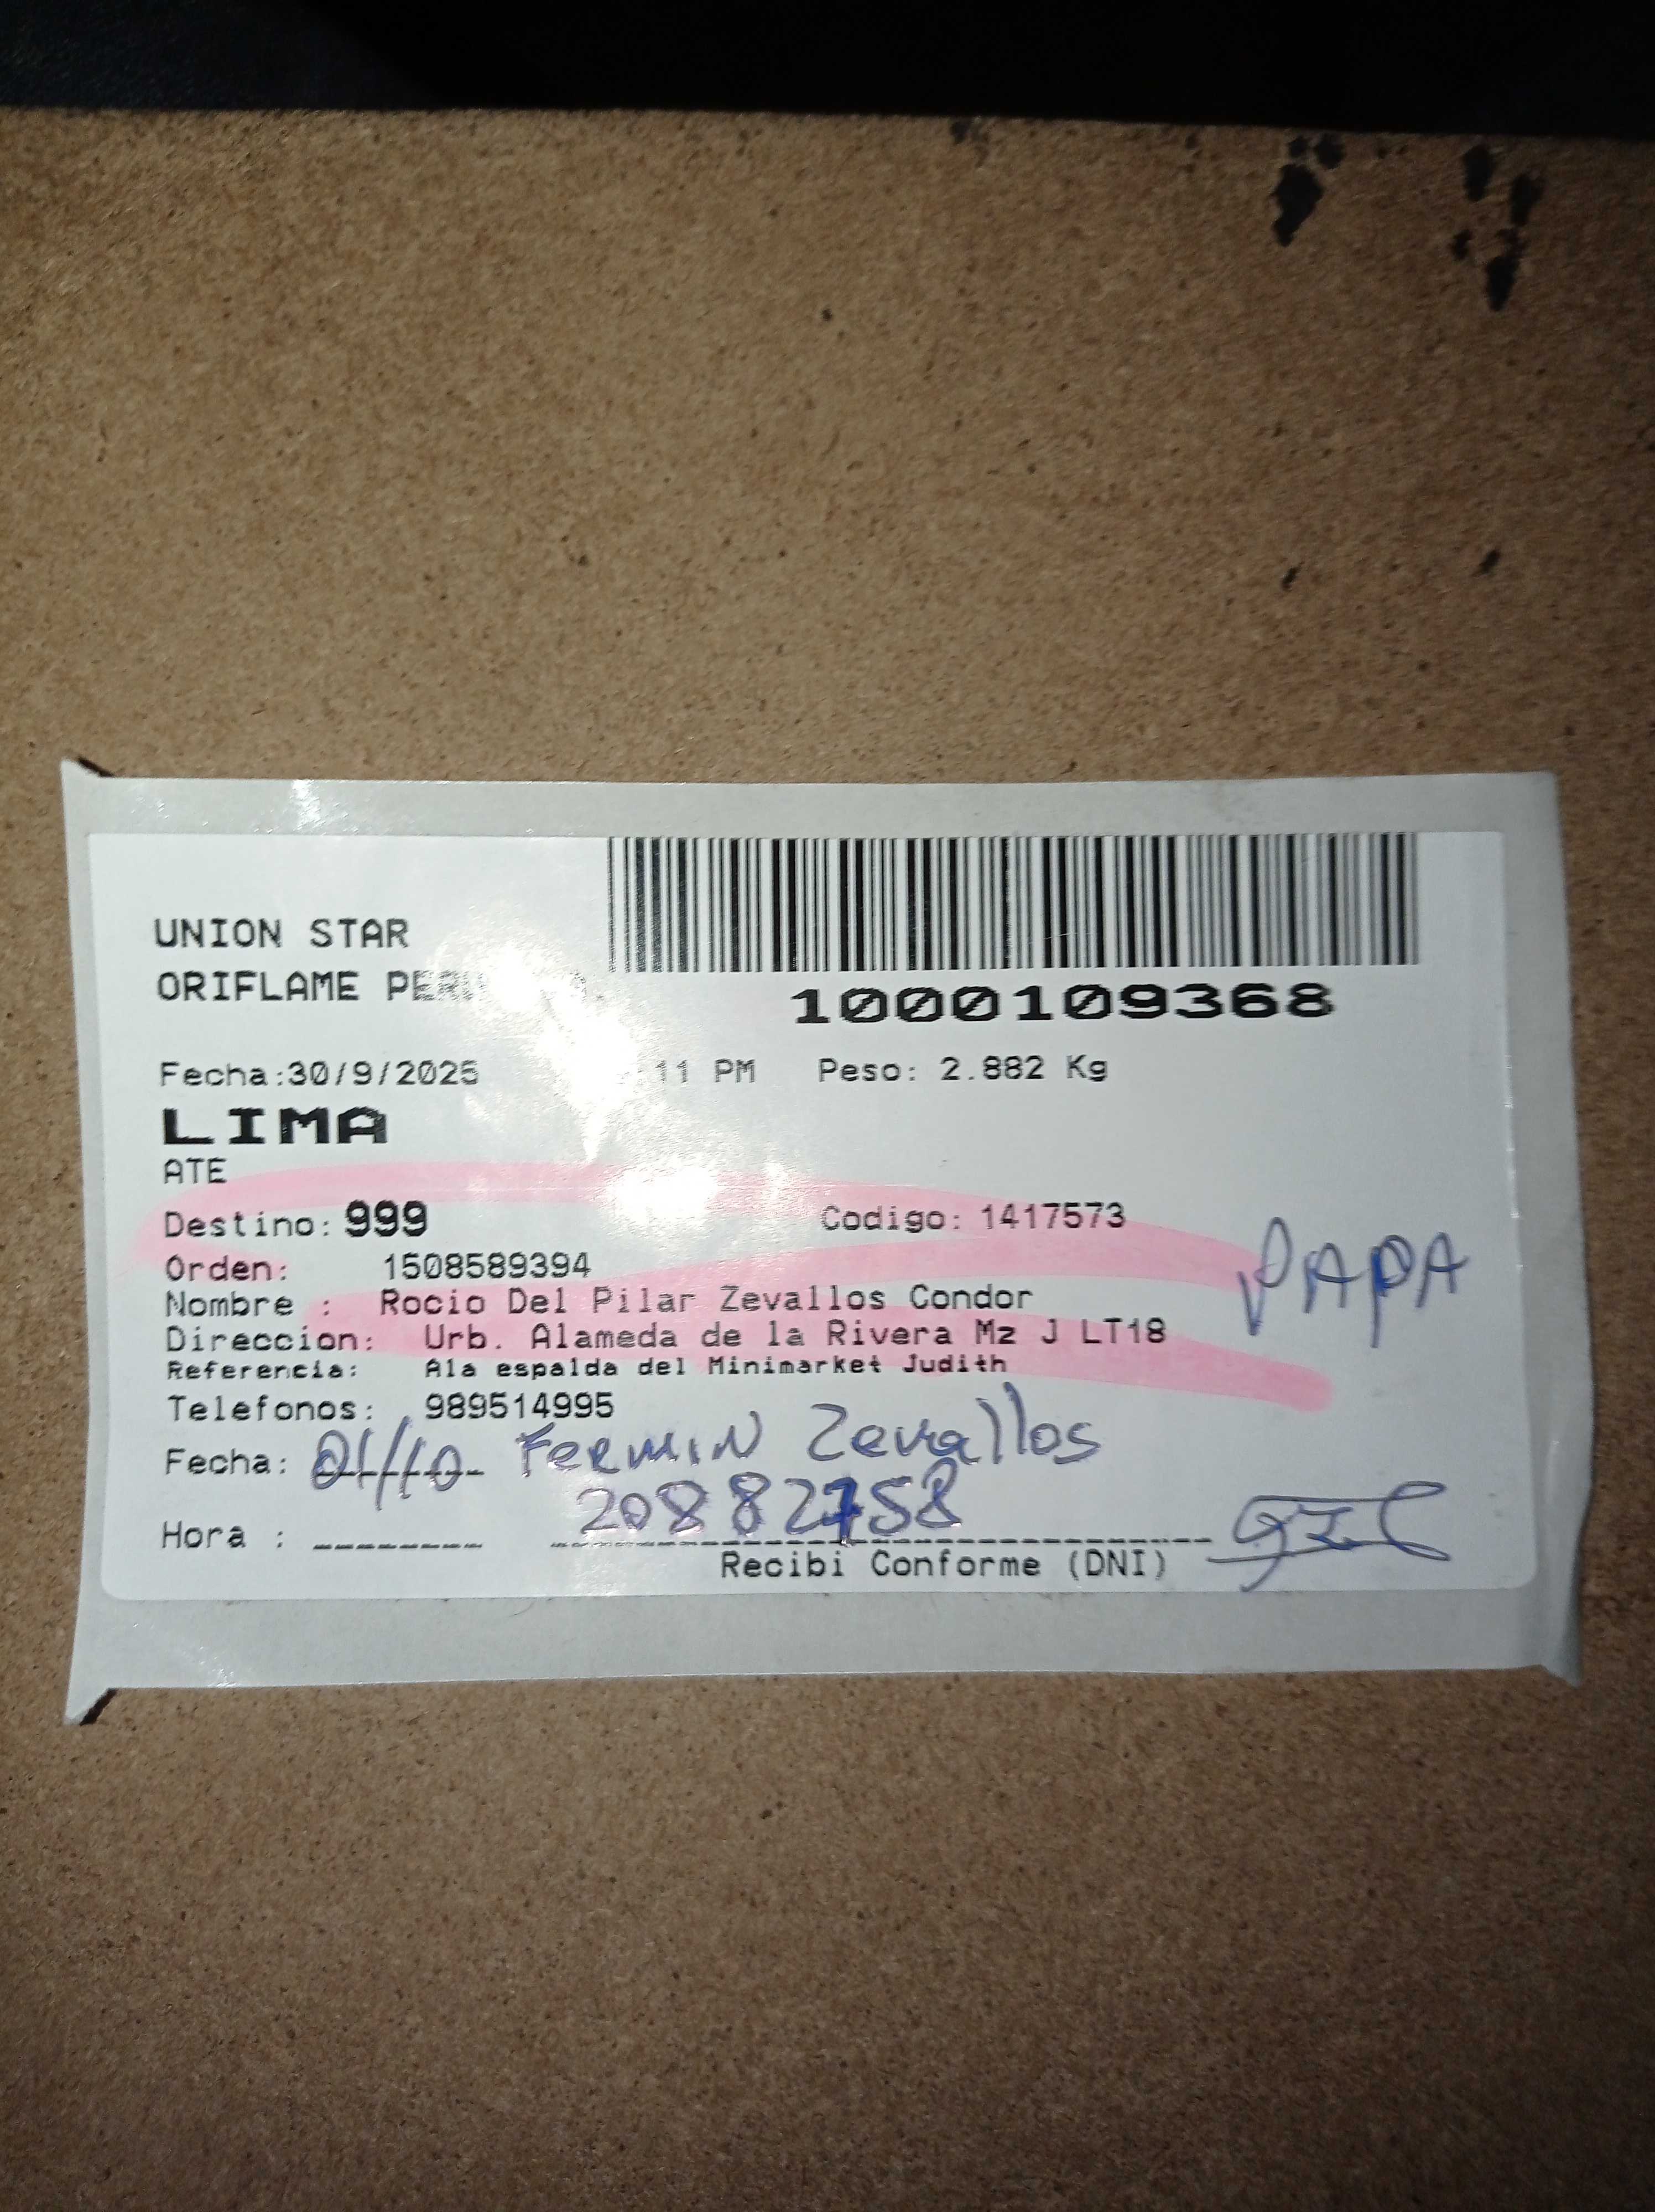 UNION STAR
ORIFLAME PERU
1000109368
Fecha:30/9/2025 11 PM Peso: 2.882 Kg
LIMA
ATE
Destino: 999 Codigo: 1417573
Orden: 1508589394
Nombre : Rocio Del Pilar Zevallos Condor
PAPA
Direccion: Urb. Alameda de la Rivera Mz J LT18
Referencia: Ala espalda del Minimarket Judith
Telefonos: 989514995
Fecha: 01/10 Fermin Zevallos
20882758
Hora :
Recibi Conforme (DNI)